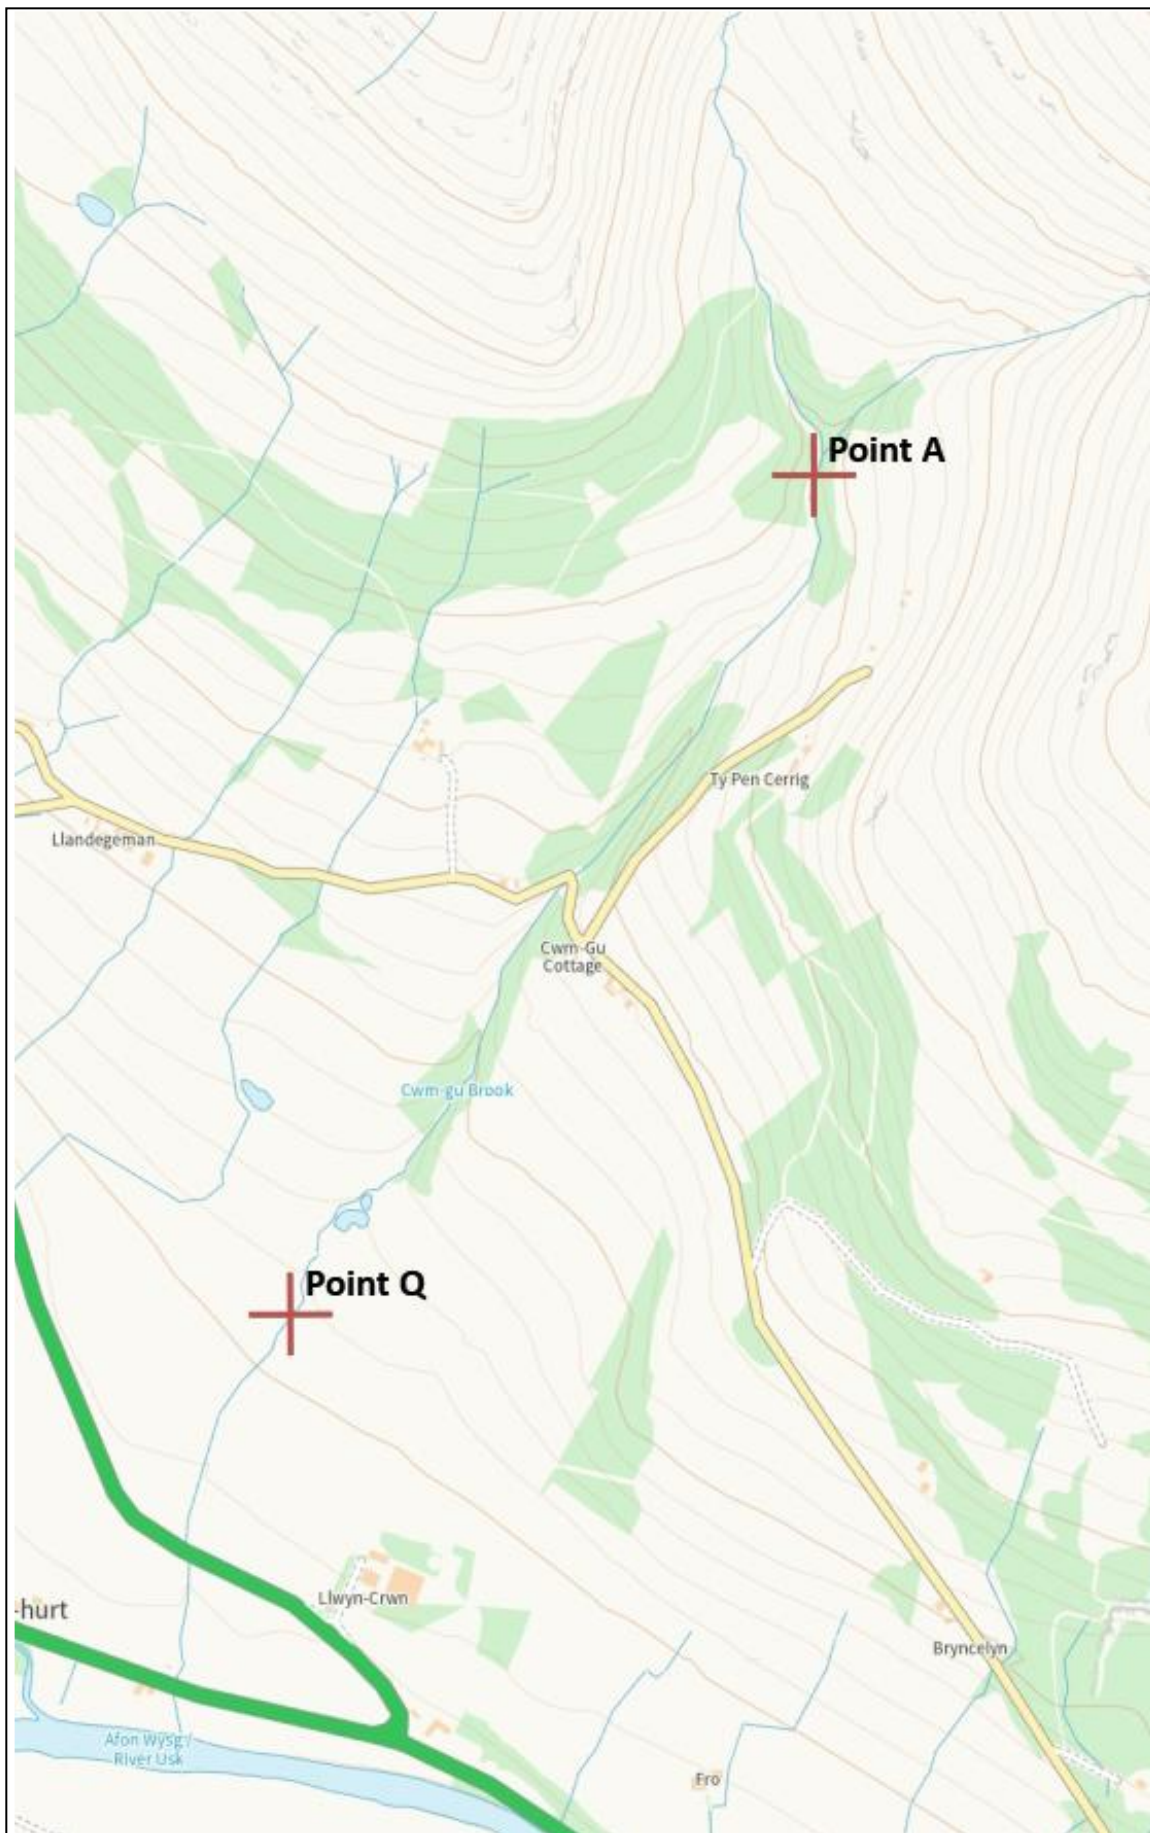 Point A
Ty Pen Cerrig
Llandegeman
Cwm-Gu
Cottage
Cwm-gu Brook
Point Q
Llwyn-Crwn
-hurt
Bryncelyn
Afon Wysg /
River Usk
Fro